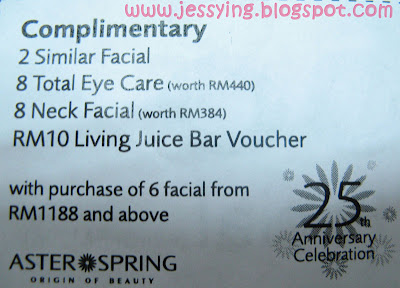 www.jessying.blogspot.com
Complimentary
2 Similar Facial
8 Total Eye Care (worth RM440)
8 Neck Facial (worth RM384)
RM10 Living Juice Bar Voucher
with purchase of 6 facial from
RM1188 and above
25th
Anniversary
Celebration
ASTER SPRING
ORIGIN OF BEAUTY